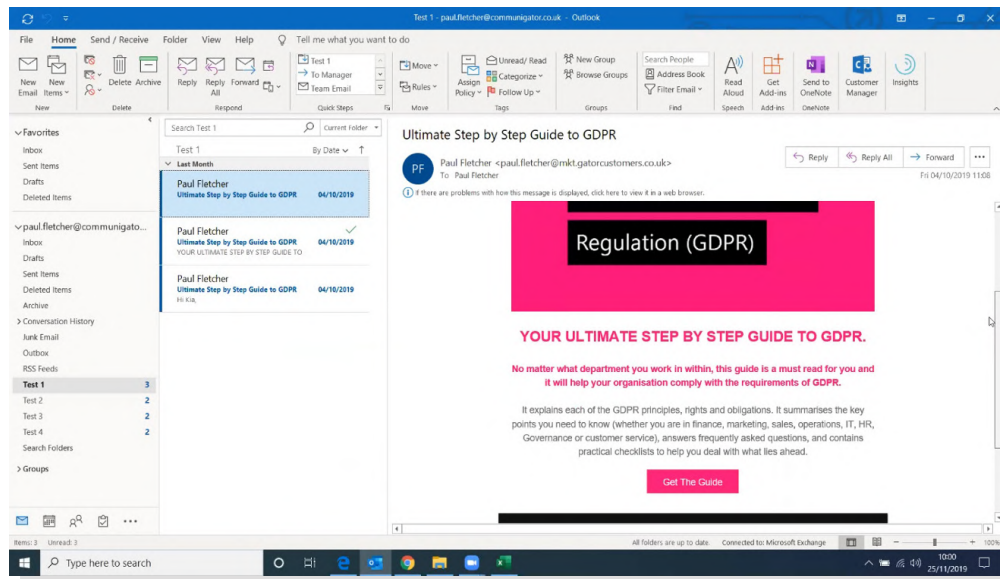 Test 1 - paul.fletcher@communigator.co.uk - Outlook
File Home Send / Receive Folder View Help Tell me what you want to do
New Email
New Items
Delete
Archive
Reply
Reply All
Forward
Test 1
To Manager
Team Email
Move
Rules
Assign Policy
Unread/ Read
Categorize
Follow Up
New Group
Browse Groups
Search People
Address Book
Filter Email
Read Aloud
Get Add-ins
Send to OneNote
Customer Manager
Insights
New Delete Respond Quick Steps Move Tags Groups Find Speech Add-ins OneNote
Favorites
Inbox
Sent Items
Drafts
Deleted Items
paul.fletcher@communigato...
Inbox
Drafts
Sent Items
Deleted Items
Archive
Conversation History
Junk Email
Outbox
RSS Feeds
Test 1 3
Test 2 2
Test 3 2
Test 4 2
Search Folders
Groups
Search Test 1 Current Folder
Test 1 By Date
Last Month
Paul Fletcher
Ultimate Step by Step Guide to GDPR 04/10/2019
Paul Fletcher
Ultimate Step by Step Guide to GDPR 04/10/2019
YOUR ULTIMATE STEP BY STEP GUIDE TO
Paul Fletcher
Ultimate Step by Step Guide to GDPR 04/10/2019
Hi Kia,
Ultimate Step by Step Guide to GDPR
PF
Paul Fletcher <paul.fletcher@mkt.gatorcustomers.co.uk>
To Paul Fletcher
Reply Reply All Forward ...
Fri 04/10/2019 11:08
If there are problems with how this message is displayed, click here to view it in a web browser.
Regulation (GDPR)
YOUR ULTIMATE STEP BY STEP GUIDE TO GDPR.
No matter what department you work in within, this guide is a must read for you and
it will help your organisation comply with the requirements of GDPR.
It explains each of the GDPR principles, rights and obligations. It summarises the key
points you need to know (whether you are in finance, marketing, sales, operations, IT, HR,
Governance or customer service), answers frequently asked questions, and contains
practical checklists to help you deal with what lies ahead.
Get The Guide
Items: 3 Unread: 3
All folders are up to date. Connected to: Microsoft Exchange 100%
Type here to search
10:00
25/11/2019